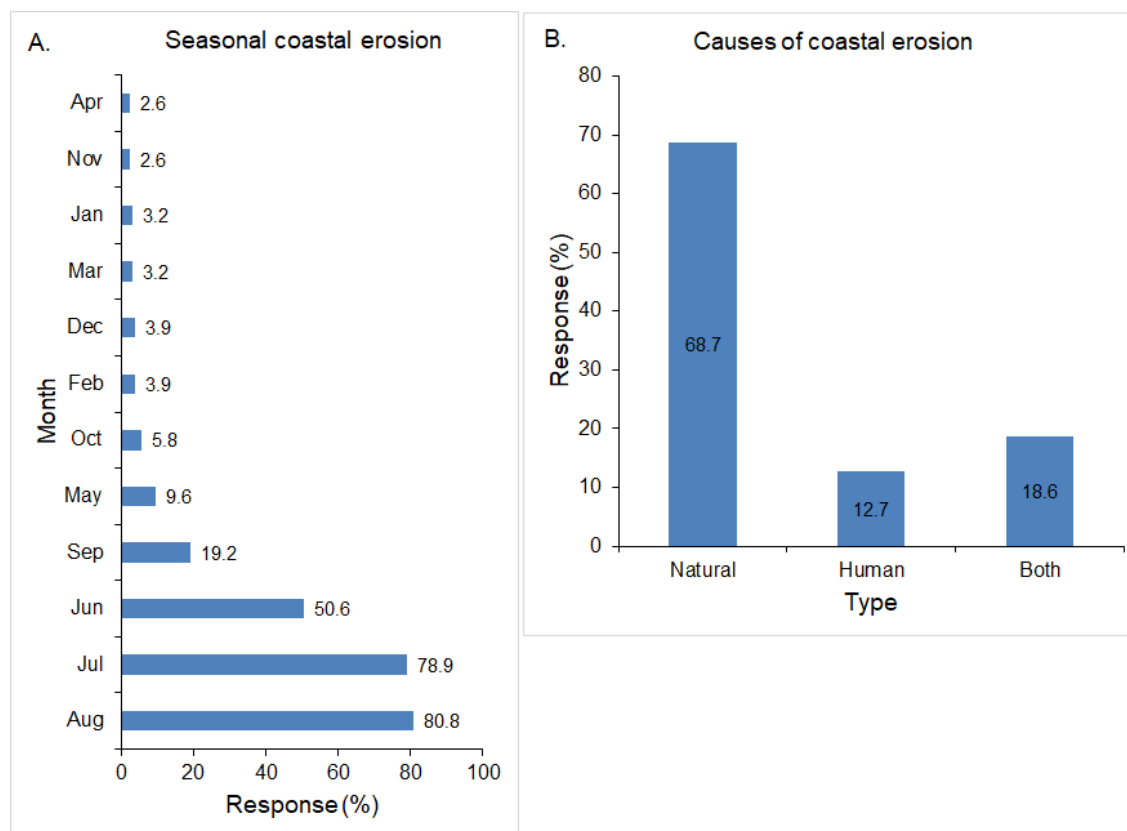 A.
Seasonal coastal erosion
Month
Apr 2.6
Nov 2.6
Jan 3.2
Mar 3.2
Dec 3.9
Feb 3.9
Oct 5.8
May 9.6
Sep 19.2
Jun 50.6
Jul 78.9
Aug 80.8
0 20 40 60 80 100
Response (%)
B.
Causes of coastal erosion
Response (%)
80
70
60
50
40
30
20
10
0
68.7
12.7
18.6
Natural Human Both
Type